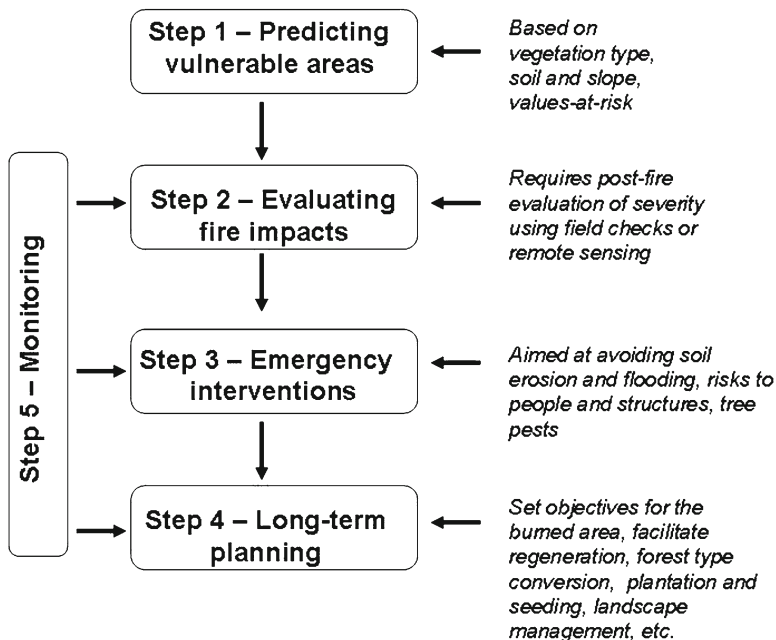 Step 1 – Predicting
vulnerable areas
Based on
vegetation type,
soil and slope,
values-at-risk
Step 2 – Evaluating
fire impacts
Requires post-fire
evaluation of severity
using field checks or
remote sensing
Step 3 – Emergency
interventions
Aimed at avoiding soil
erosion and flooding, risks to
people and structures, tree
pests
Step 4 – Long-term
planning
Set objectives for the
burned area, facilitate
regeneration, forest type
conversion, plantation and
seeding, landscape
management, etc.
Step 5 – Monitoring